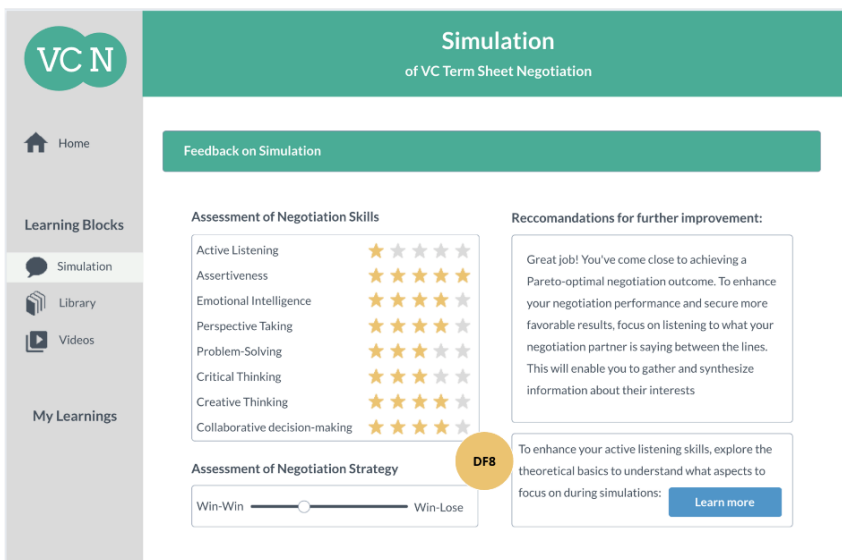 VC N
Simulation
of VC Term Sheet Negotiation
Home
Learning Blocks
Simulation
Library
Videos
My Learnings
Feedback on Simulation
Assessment of Negotiation Skills
Active Listening
Assertiveness
Emotional Intelligence
Perspective Taking
Problem-Solving
Critical Thinking
Creative Thinking
Collaborative decision-making
Assessment of Negotiation Strategy
Win-Win
Win-Lose
Reccomandations for further improvement:
Great job! You've come close to achieving a
Pareto-optimal negotiation outcome. To enhance
your negotiation performance and secure more
favorable results, focus on listening to what your
negotiation partner is saying between the lines.
This will enable you to gather and synthesize
information about their interests
DF8
To enhance your active listening skills, explore the
theoretical basics to understand what aspects to
focus on during simulations:
Learn more